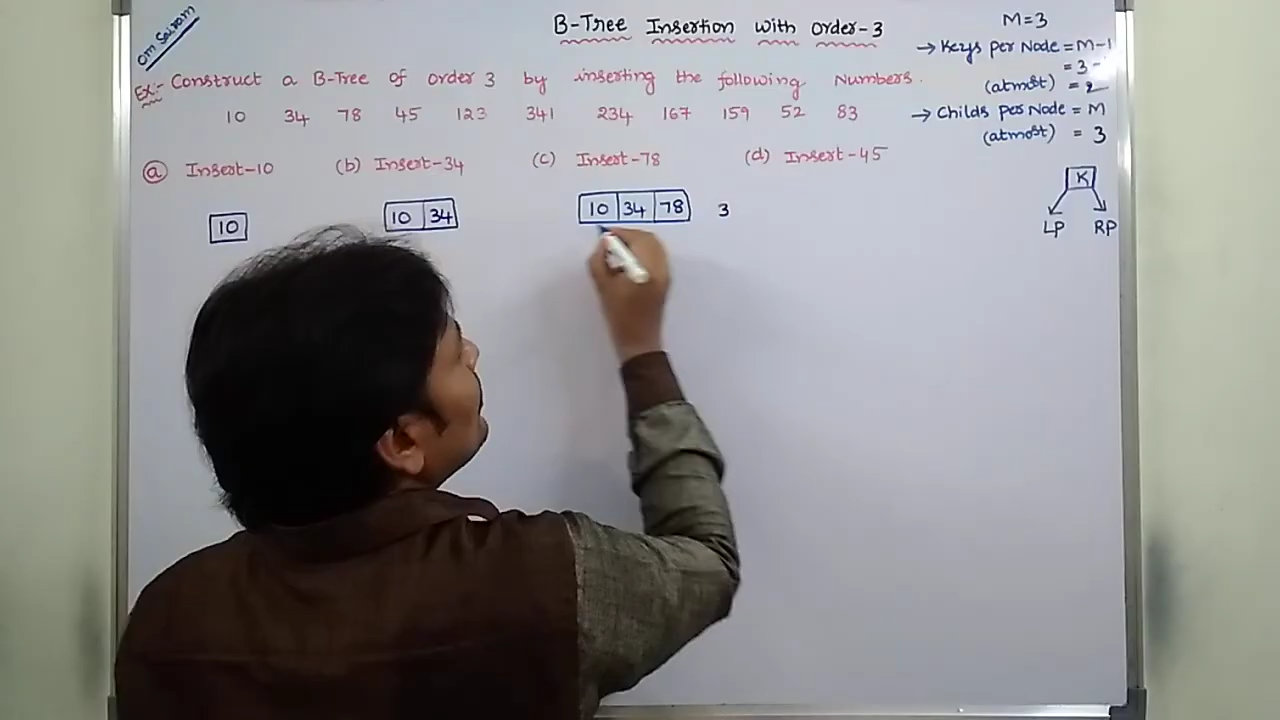 om Sairam
B-Tree Insertion with order-3
M=3
→ Keys per Node = M-1
= 3-
(atmost) = 2
→ Childs per Node = M
(atmost) = 3
Ex:- Construct a B-Tree of order 3 by inserting the following Numbers.
10 34 78 45 123 341 234 167 159 52 83
(a) Insert-10 (b) Insert-34 (c) Insert-78 (d) Insert-45
10 10 34 10 34 78 3
K
LP RP